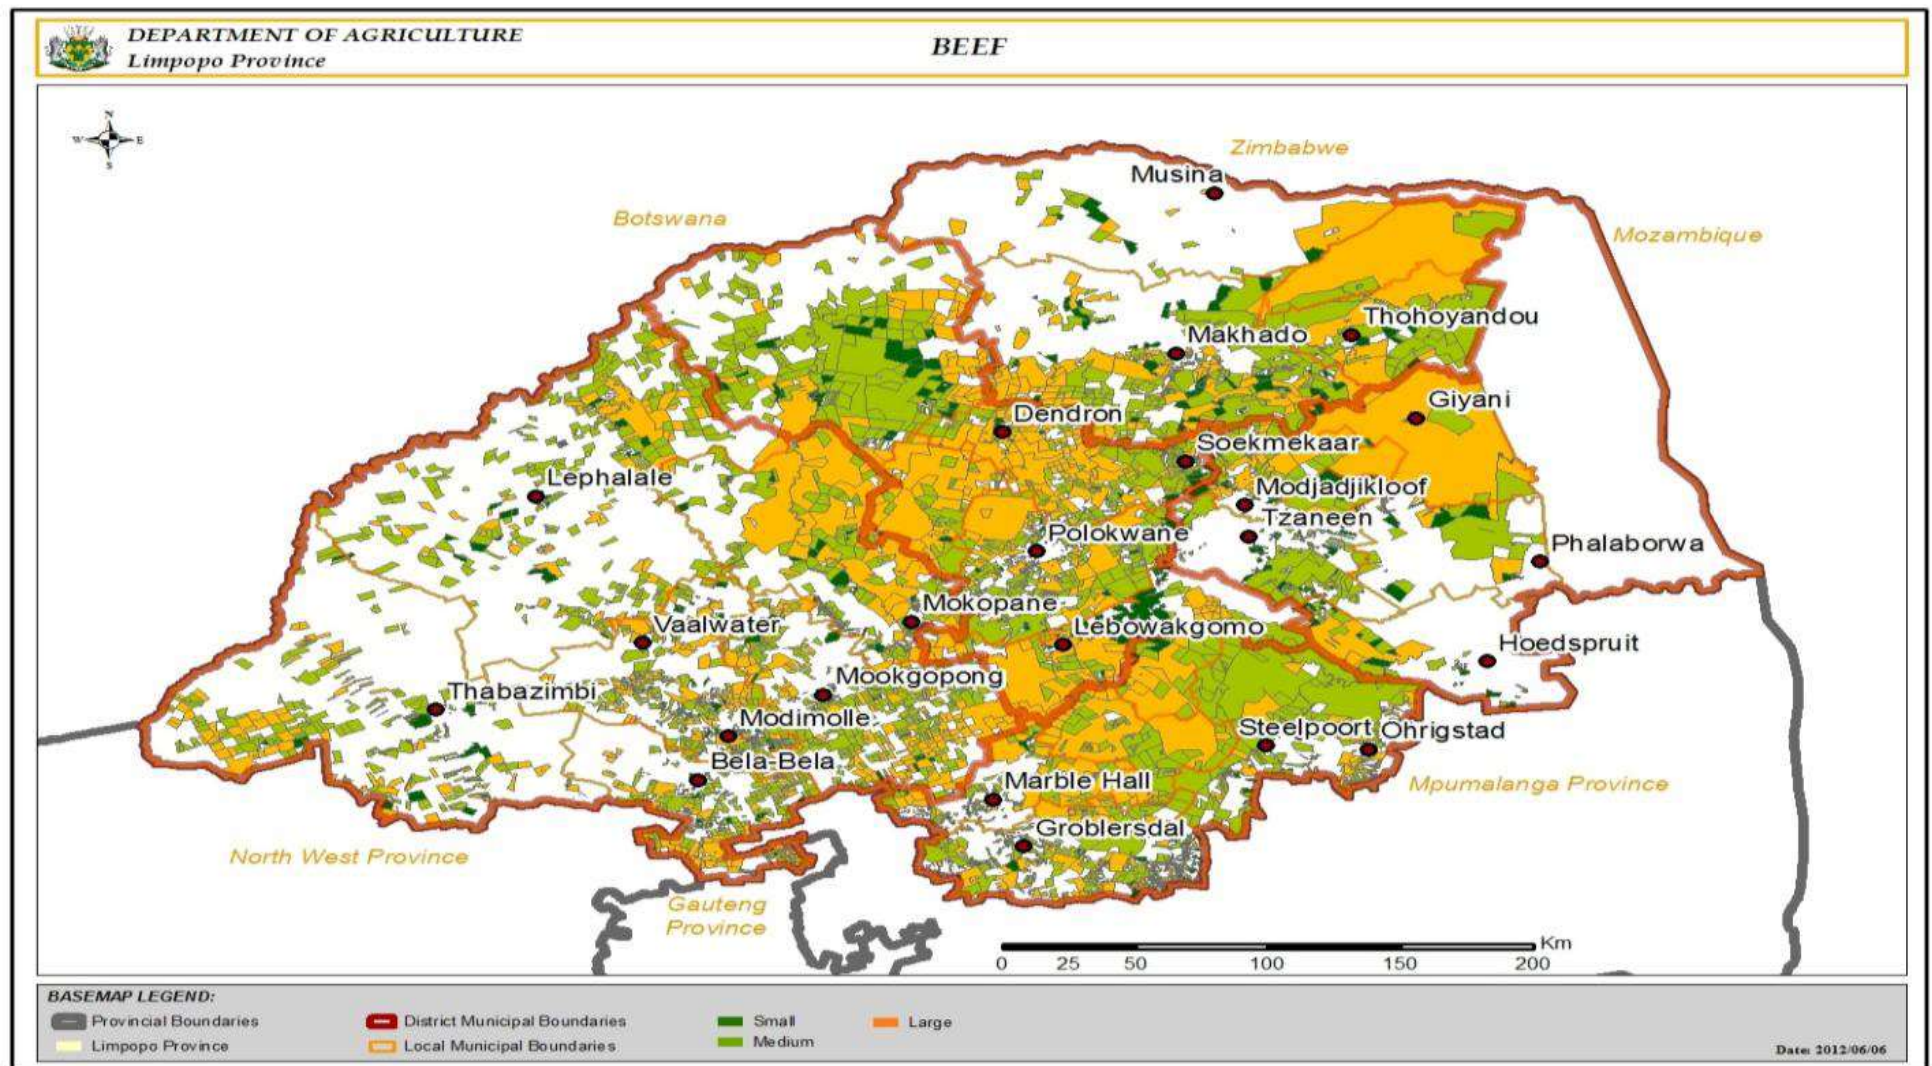 DEPARTMENT OF AGRICULTURE
Limpopo Province
BEEF
N
W E
S
Zimbabwe
Musina
Botswana
Mozambique
Thohoyandou
Makhado
Giyani
Dendron
Soekmekaar
Lephalale
Modjadjikloof
Tzaneen
Polokwane
Phalaborwa
Mokopane
Vaalwater
Lebowakgomo
Hoedspruit
Mookgopong
Thabazimbi
Modimolle
Steelpoort
Ohrigstad
Bela-Bela
Marble Hall
Mpumalanga Province
Groblersdal
North West Province
Gauteng
Province
Km
0 25 50 100 150 200
BASEMAP LEGEND:
Provincial Boundaries
District Municipal Boundaries
Small
Large
Limpopo Province
Local Municipal Boundaries
Medium
Date: 2012/06/06